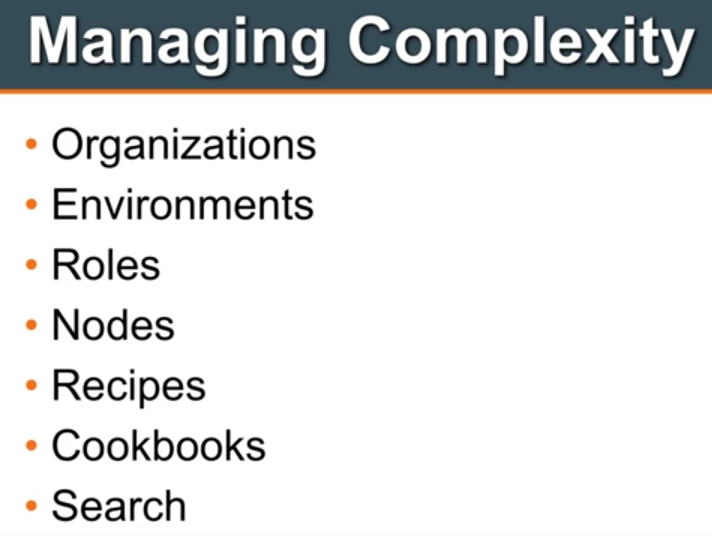 Managing Complexity
• Organizations
• Environments
• Roles
• Nodes
• Recipes
• Cookbooks
• Search